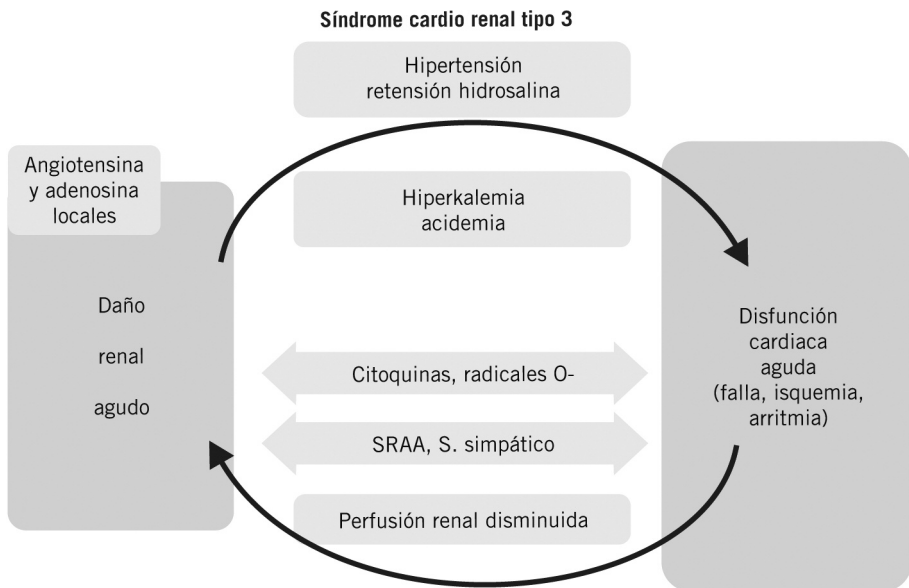 Síndrome cardio renal tipo 3
Hipertensión
retensión hidrosalina
Angiotensina
y adenosina
locales
Hiperkalemia
acidemia
Daño
renal
agudo
Disfunción
cardiaca
aguda
(falla, isquemia,
arritmia)
Citoquinas, radicales O-
SRAA, S. simpático
Perfusión renal disminuida